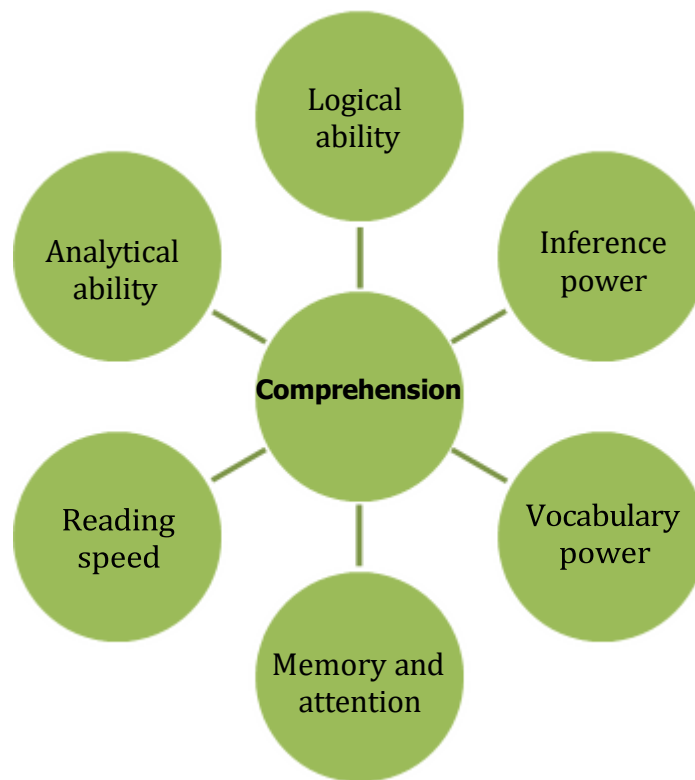 Logical
ability
Inference
power
Vocabulary
power
Memory and
attention
Reading
speed
Analytical
ability
Comprehension